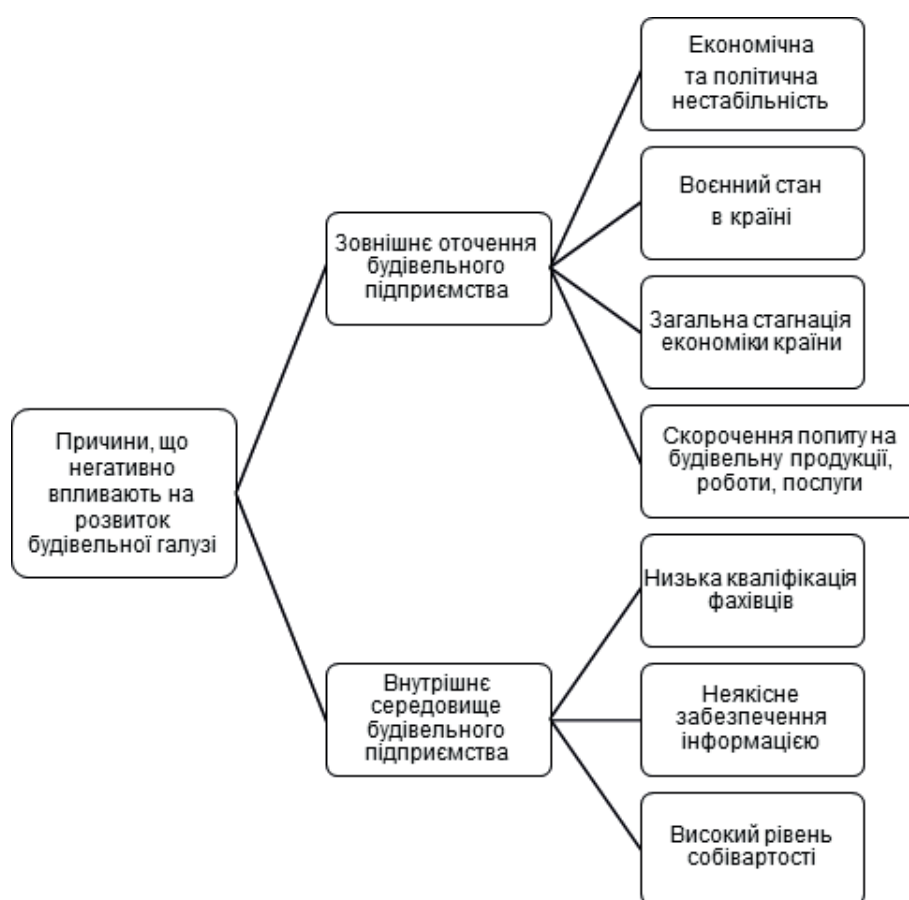 Економічна
та політична
нестабільність
Воєнний стан
в країні
Зовнішнє оточення
будівельного
підприємства
Загальна стагнація
економіки країни
Скорочення попиту на
будівельну продукції,
роботи, послуги
Причини, що
негативно
впливають на
розвиток
будівельної галузі
Низька кваліфікація
фахівців
Внутрішнє
середовище
будівельного
підприємства
Неякісне
забезпечення
інформацією
Високий рівень
собівартості